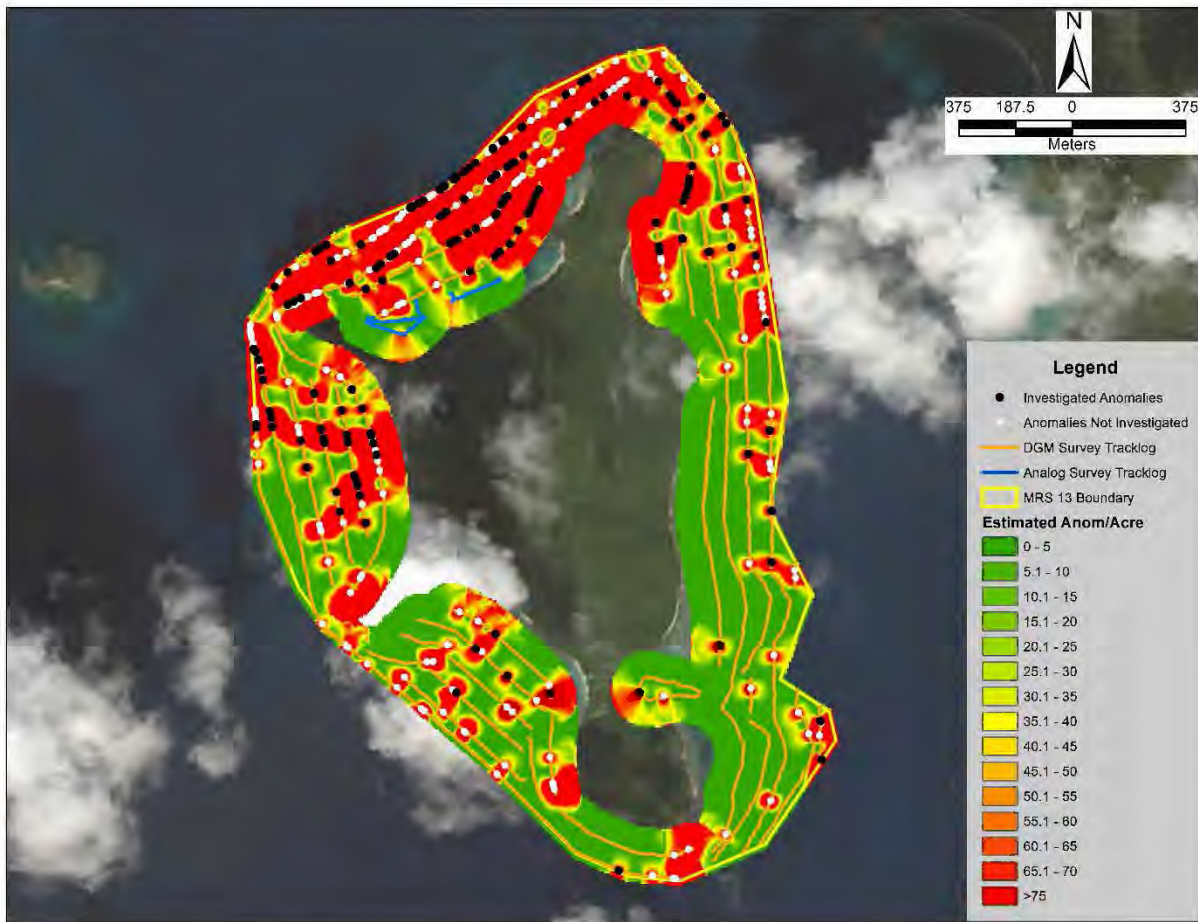 N
375 187.5 0 375
Meters
Legend
Investigated Anomalies
Anomalies Not Investigated
DGM Survey Tracklog
Analog Survey Tracklog
MRS 13 Boundary
Estimated Anom/Acre
0 - 5
5.1 - 10
10.1 - 15
15.1 - 20
20.1 - 25
25.1 - 30
30.1 - 35
35.1 - 40
40.1 - 45
45.1 - 50
50.1 - 55
55.1 - 60
60.1 - 65
65.1 - 70
>75